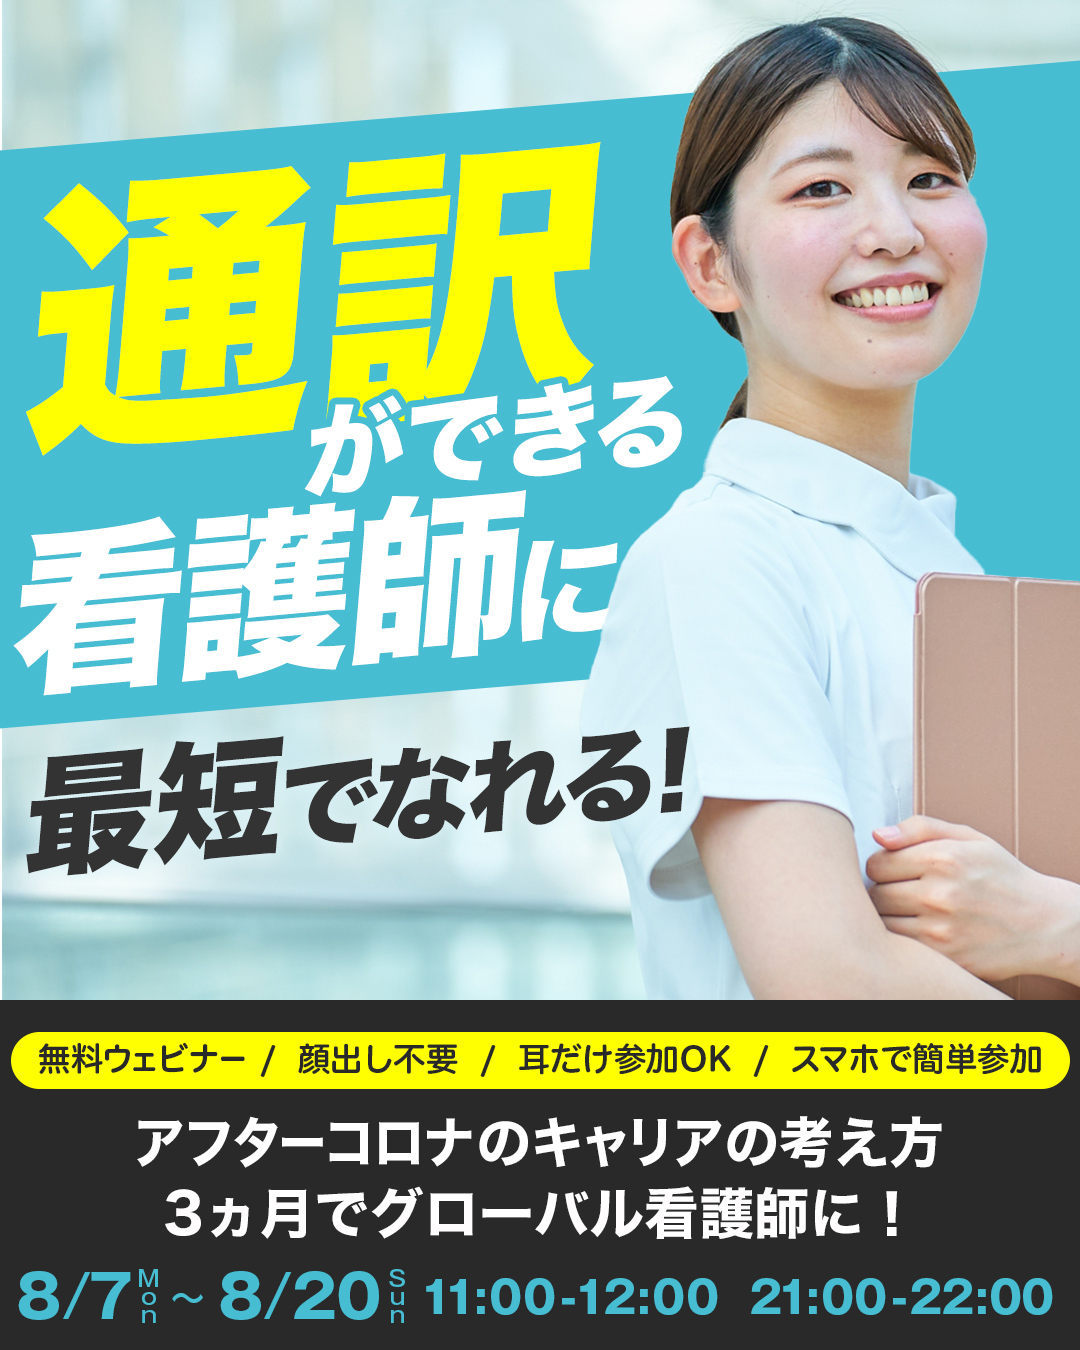 通訳
ができる
看護師に
最短でなれる!
無料ウェビナー / 顔出し不要 / 耳だけ参加OK / スマホで簡単参加
アフターコロナのキャリアの考え方
3ヵ月でグローバル看護師に！
8/7 Mon ～ 8/20 Sun 11:00-12:00 21:00-22:00